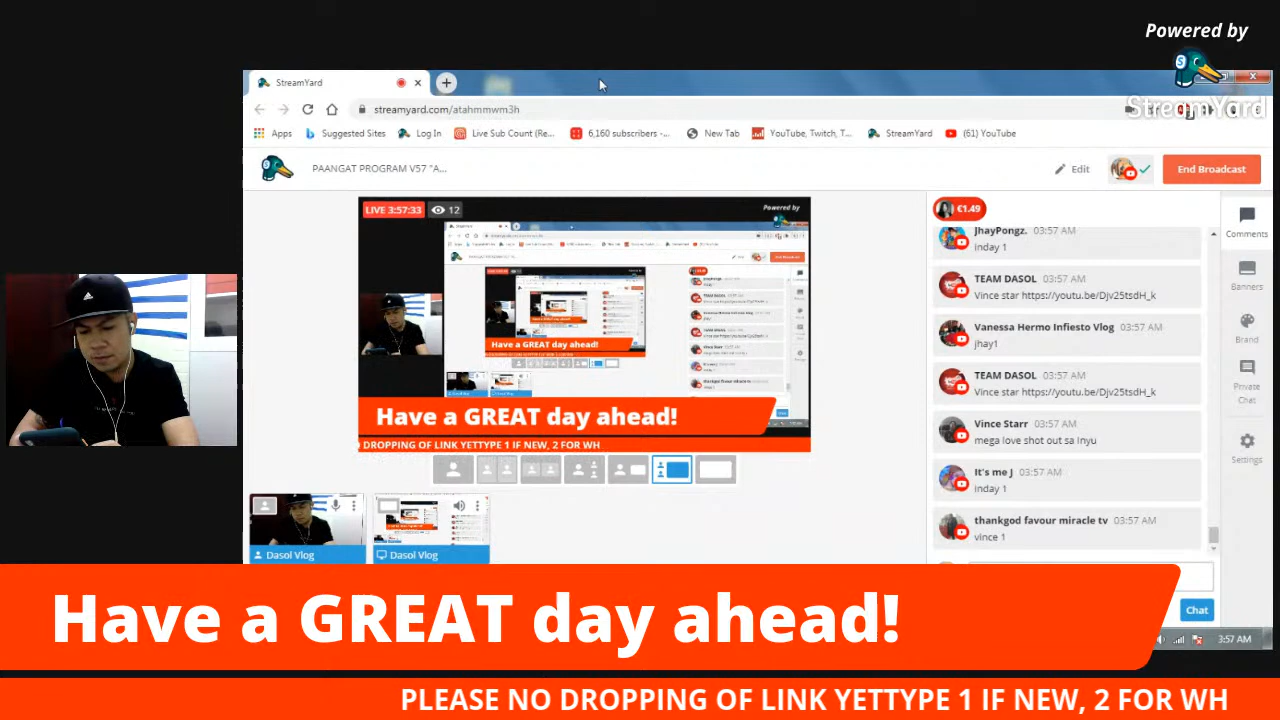 Powered by
StreamYard
StreamYard
streamyard.com/atahmmwm3h
Apps
Suggested Sites
Log In
Live Sub Count (Re...
6,160 subscribers -...
New Tab
YouTube, Twitch, T...
StreamYard
(61) YouTube
PAANGAT PROGRAM V57 "A...
Edit
End Broadcast
LIVE 3:57:33
12
Powered by
Have a GREAT day ahead!
Have a GREAT day ahead!
DROPPING OF LINK YETTYPE 1 IF NEW, 2 FOR WH
Dasol Vlog
Dasol Vlog
€1.49
JhayPongz. 03:57 AM
inday 1
TEAM DASOL 03:57 AM
Vince star https://youtu.be/Djv25tsdH_k
Vanessa Hermo Infiesto Vlog 03:57 AM
jhay1
TEAM DASOL 03:57 AM
Vince star https://youtu.be/Djv25tsdH_k
Vince Starr 03:57 AM
mega love shot out sa inyu
It's me J 03:57 AM
inday 1
thankgod favour miracle tv 03:57 AM
vince 1
Comments
Banners
Brand
Private
Chat
Settings
Chat
3:57 AM
Have a GREAT day ahead!
PLEASE NO DROPPING OF LINK YETTYPE 1 IF NEW, 2 FOR WH